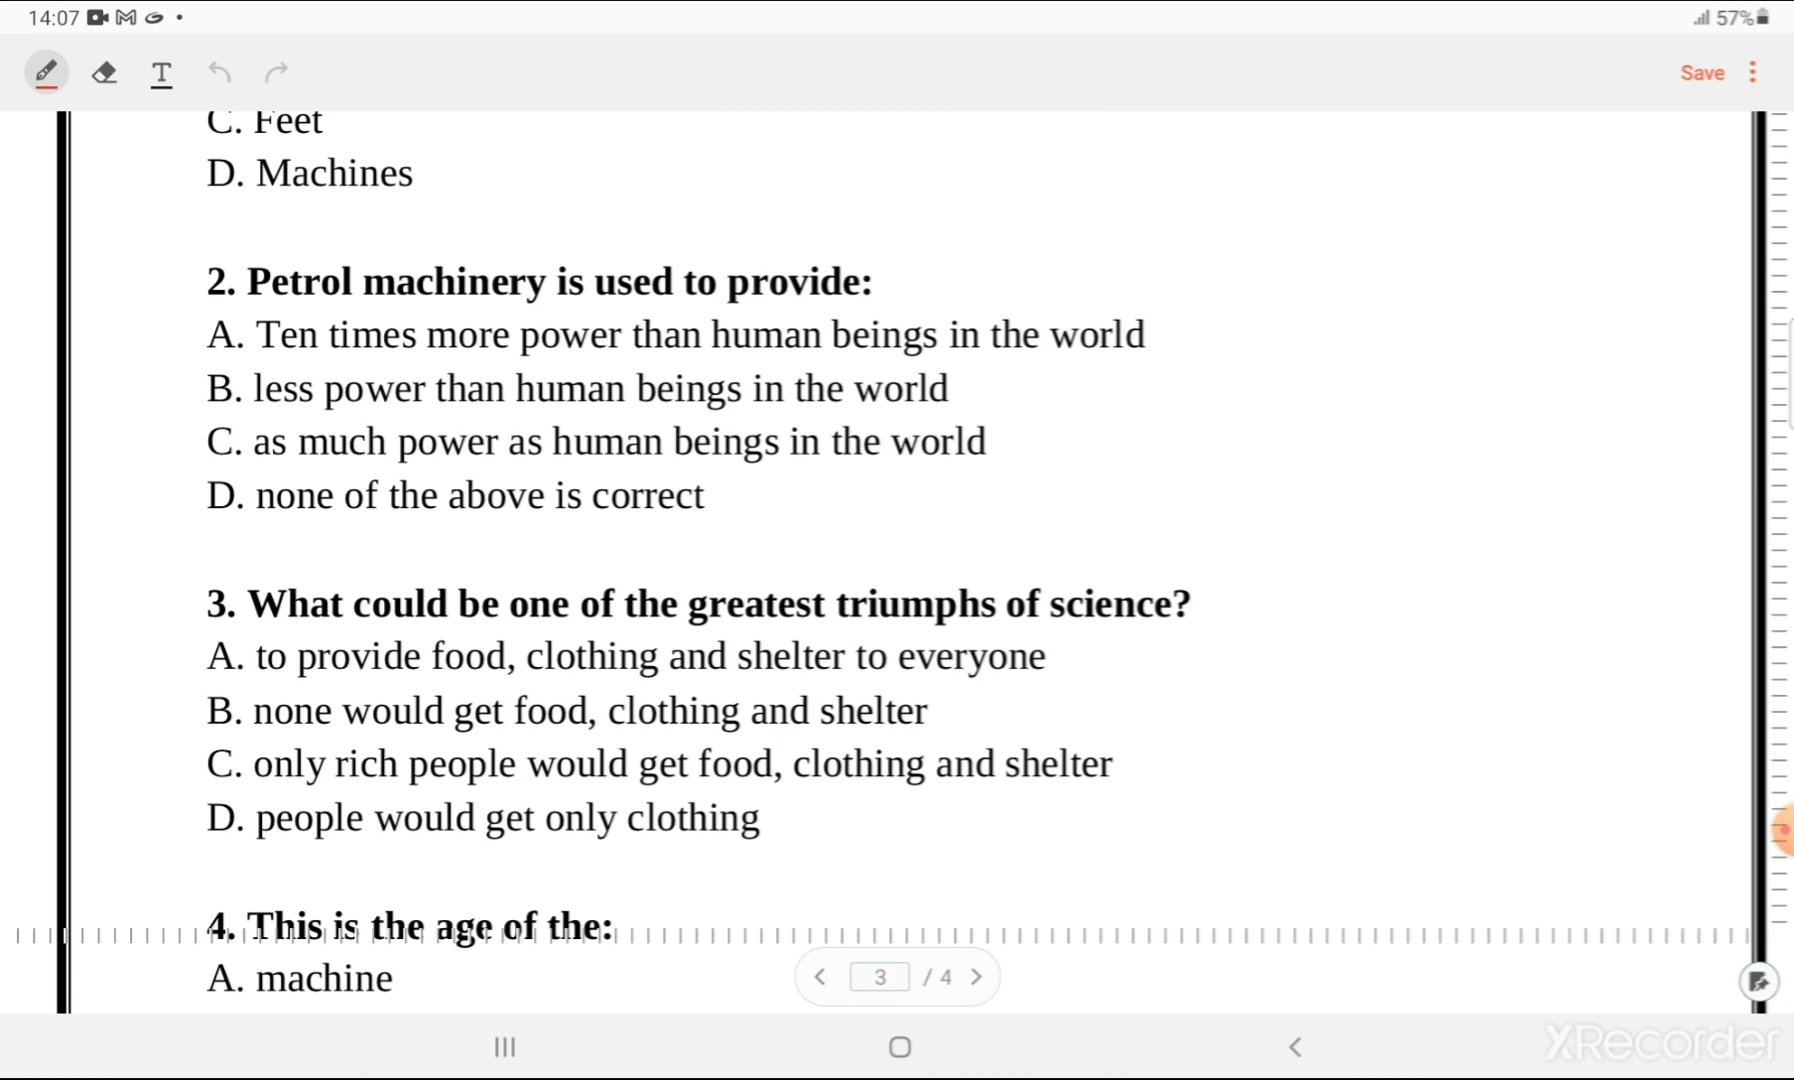 14:07
57%
Save
C. Feet
D. Machines
2. Petrol machinery is used to provide:
A. Ten times more power than human beings in the world
B. less power than human beings in the world
C. as much power as human beings in the world
D. none of the above is correct
3. What could be one of the greatest triumphs of science?
A. to provide food, clothing and shelter to everyone
B. none would get food, clothing and shelter
C. only rich people would get food, clothing and shelter
D. people would get only clothing
4. This is the age of the:
A. machine
3 / 4
XRecorder